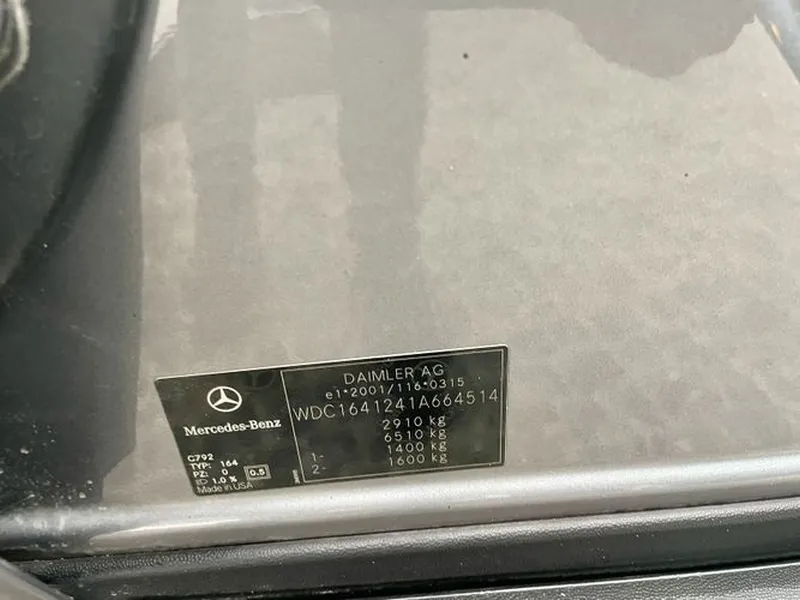 Mercedes-Benz
C792
TYP: 164
PZ: 0
1.0 % 0.5
Made in USA
DAIMLER AG
e1*2001/116*0315
WDC1641241A664514
2910 kg
6510 kg
1- 1400 kg
2- 1600 kg